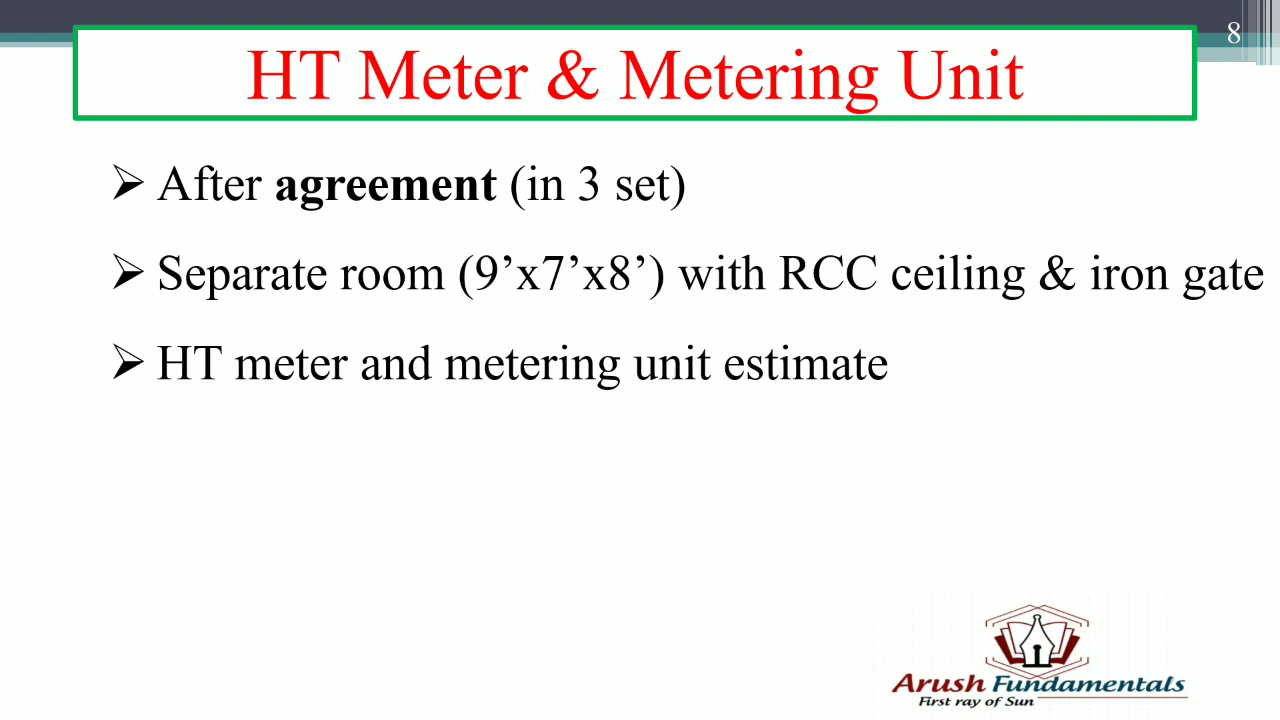 8
HT Meter & Metering Unit
➢ After agreement (in 3 set)
➢ Separate room (9’x7’x8’) with RCC ceiling & iron gate
➢ HT meter and metering unit estimate
Arush Fundamentals
First ray of Sun